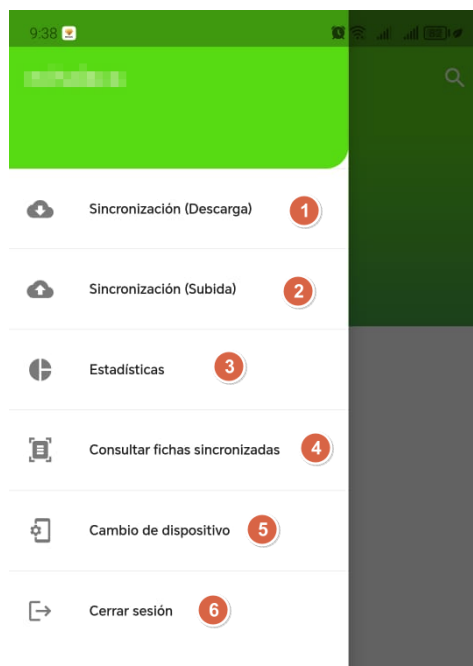 9:38
Sincronización (Descarga) 1
Sincronización (Subida) 2
Estadísticas 3
Consultar fichas sincronizadas 4
Cambio de dispositivo 5
Cerrar sesión 6